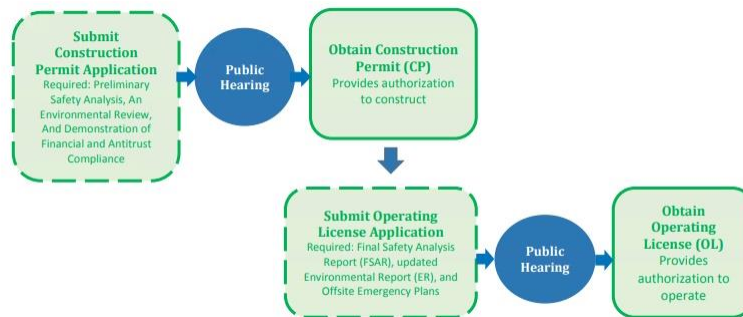 Submit
Construction
Permit Application
Required: Preliminary
Safety Analysis, An
Environmental Review,
And Demonstration of
Financial and Antitrust
Compliance
Public
Hearing
Obtain Construction
Permit (CP)
Provides authorization
to construct
Submit Operating
License Application
Required: Final Safety Analysis
Report (FSAR), updated
Environmental Report (ER), and
Offsite Emergency Plans
Public
Hearing
Obtain
Operating
License (OL)
Provides
authorization to
operate